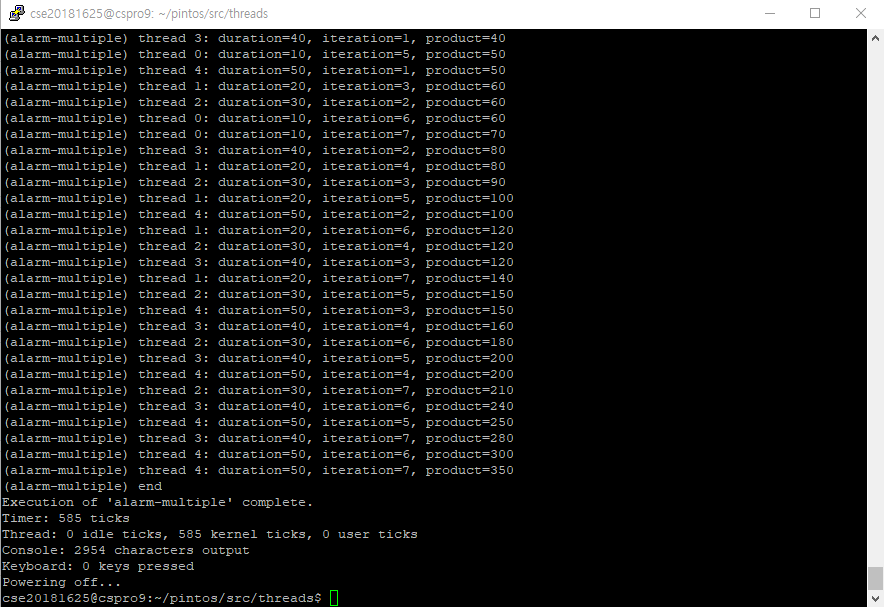 cse20181625@cspro9: ~/pintos/src/threads
(alarm-multiple) thread 3: duration=40, iteration=1, product=40
(alarm-multiple) thread 0: duration=10, iteration=5, product=50
(alarm-multiple) thread 4: duration=50, iteration=1, product=50
(alarm-multiple) thread 1: duration=20, iteration=3, product=60
(alarm-multiple) thread 2: duration=30, iteration=2, product=60
(alarm-multiple) thread 0: duration=10, iteration=6, product=60
(alarm-multiple) thread 0: duration=10, iteration=7, product=70
(alarm-multiple) thread 3: duration=40, iteration=2, product=80
(alarm-multiple) thread 1: duration=20, iteration=4, product=80
(alarm-multiple) thread 2: duration=30, iteration=3, product=90
(alarm-multiple) thread 1: duration=20, iteration=5, product=100
(alarm-multiple) thread 4: duration=50, iteration=2, product=100
(alarm-multiple) thread 1: duration=20, iteration=6, product=120
(alarm-multiple) thread 2: duration=30, iteration=4, product=120
(alarm-multiple) thread 3: duration=40, iteration=3, product=120
(alarm-multiple) thread 1: duration=20, iteration=7, product=140
(alarm-multiple) thread 2: duration=30, iteration=5, product=150
(alarm-multiple) thread 4: duration=50, iteration=3, product=150
(alarm-multiple) thread 3: duration=40, iteration=4, product=160
(alarm-multiple) thread 2: duration=30, iteration=6, product=180
(alarm-multiple) thread 3: duration=40, iteration=5, product=200
(alarm-multiple) thread 4: duration=50, iteration=4, product=200
(alarm-multiple) thread 2: duration=30, iteration=7, product=210
(alarm-multiple) thread 3: duration=40, iteration=6, product=240
(alarm-multiple) thread 4: duration=50, iteration=5, product=250
(alarm-multiple) thread 3: duration=40, iteration=7, product=280
(alarm-multiple) thread 4: duration=50, iteration=6, product=300
(alarm-multiple) thread 4: duration=50, iteration=7, product=350
(alarm-multiple) end
Execution of 'alarm-multiple' complete.
Timer: 585 ticks
Thread: 0 idle ticks, 585 kernel ticks, 0 user ticks
Console: 2954 characters output
Keyboard: 0 keys pressed
Powering off...
cse20181625@cspro9:~/pintos/src/threads$